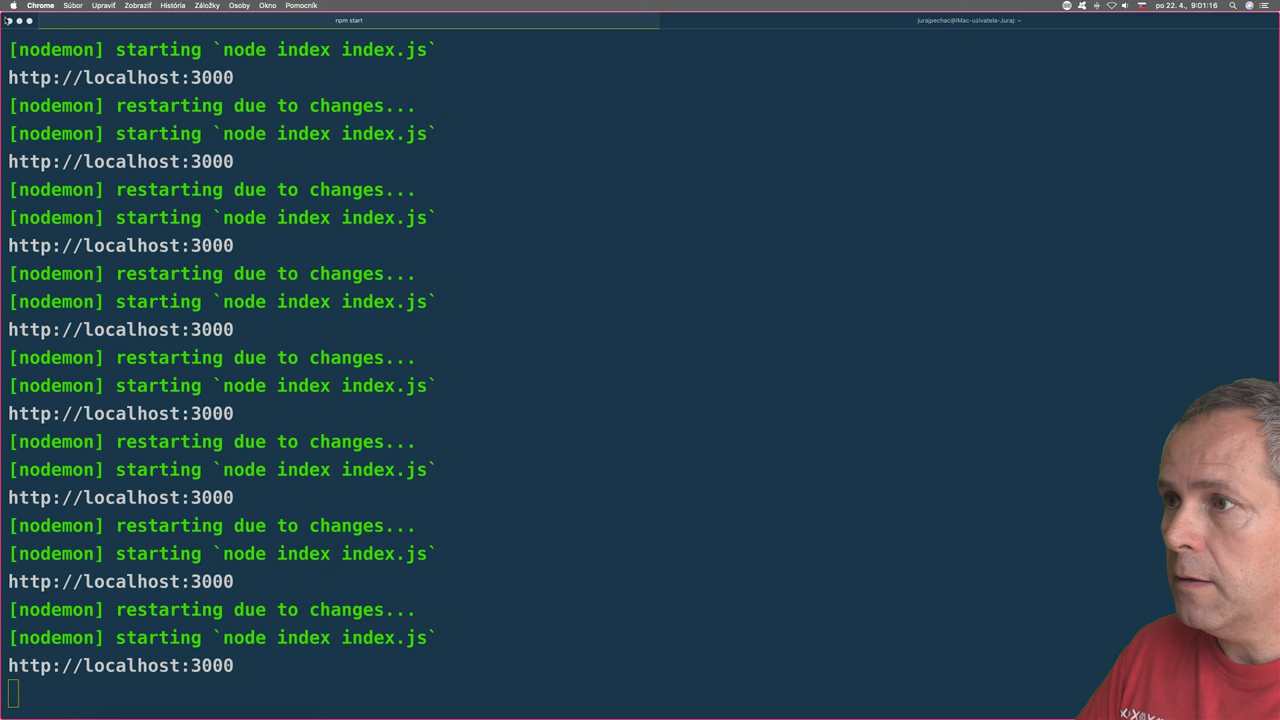 Chrome Súbor Upraviť Zobraziť História Záložky Osoby Okno Pomocník
po 22. 4., 9:01:16
npm start
jurajpechac@iMac-uzivatela-Juraj: ~
[nodemon] starting `node index index.js`
http://localhost:3000
[nodemon] restarting due to changes...
[nodemon] starting `node index index.js`
http://localhost:3000
[nodemon] restarting due to changes...
[nodemon] starting `node index index.js`
http://localhost:3000
[nodemon] restarting due to changes...
[nodemon] starting `node index index.js`
http://localhost:3000
[nodemon] restarting due to changes...
[nodemon] starting `node index index.js`
http://localhost:3000
[nodemon] restarting due to changes...
[nodemon] starting `node index index.js`
http://localhost:3000
[nodemon] restarting due to changes...
[nodemon] starting `node index index.js`
http://localhost:3000
[nodemon] restarting due to changes...
[nodemon] starting `node index index.js`
http://localhost:3000